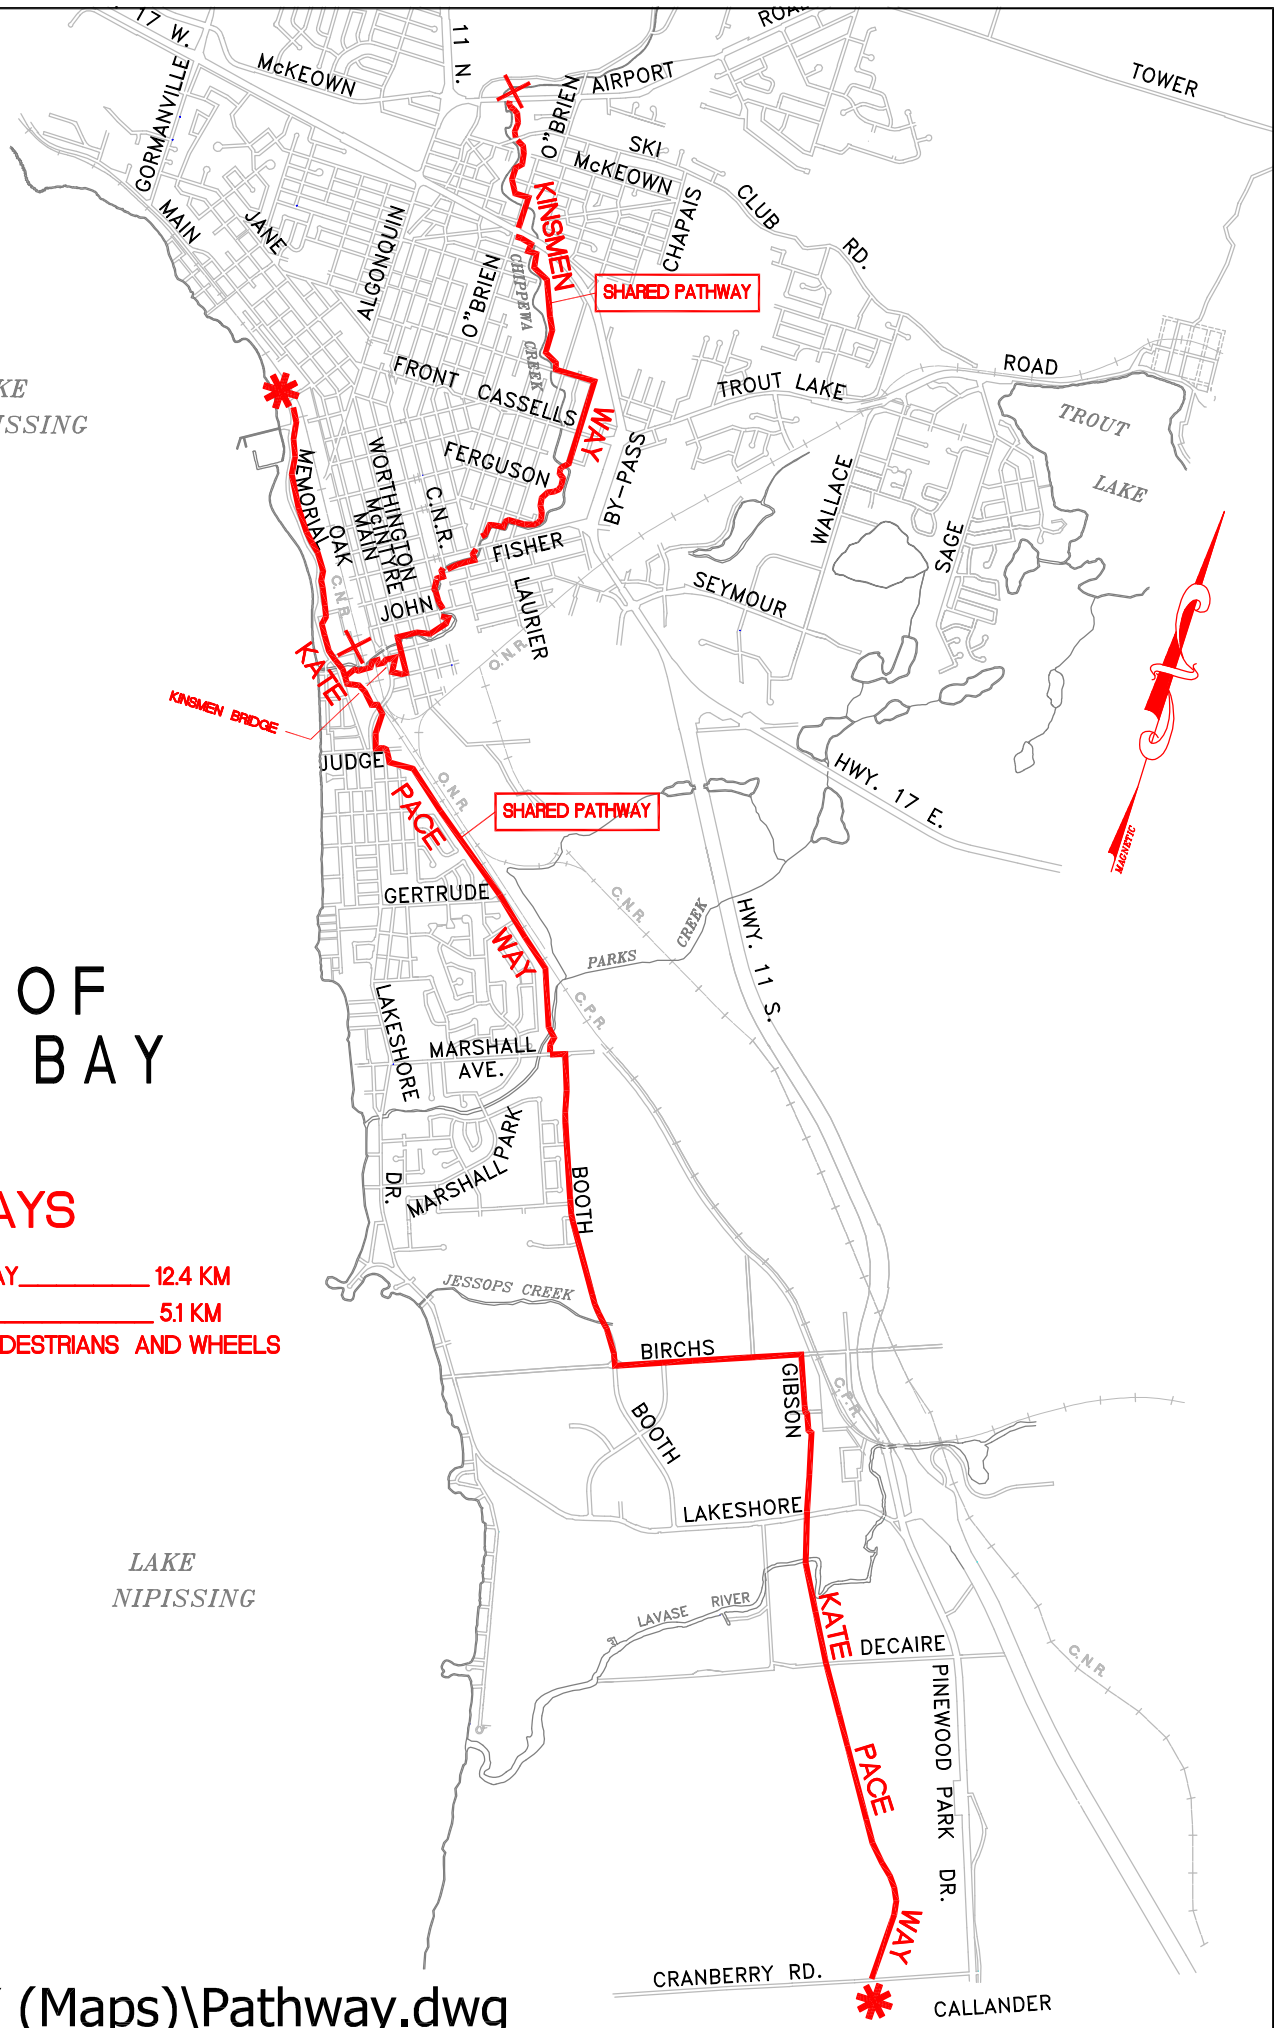 17 W.
11 N.
ROAD
McKEOWN
GORMANVILLE
AIRPORT
TOWER
O"BRIEN
SKI
McKEOWN
CLUB
RD.
CHAPAIS
MAIN
JANE
ALGONQUIN
O"BRIEN
KINSMEN
CHIPPEWA CREEK
SHARED PATHWAY
KE
ISSING
FRONT
CASSELLS
WAY
TROUT LAKE
ROAD
TROUT
LAKE
FERGUSON
BY-PASS
WALLACE
SAGE
MEMORIAL
WORTHINGTON
McINTYRE
MAIN
OAK
C.N.R.
C.N.R.
FISHER
JOHN
LAURIER
SEYMOUR
O.N.R.
KATE
KINSMEN BRIDGE
JUDGE
HWY. 17 E.
O.N.R.
PACE
SHARED PATHWAY
MAGNETIC
GERTRUDE
C.N.R.
WAY
PARKS
CREEK
HWY. 11 S.
OF
BAY
C.P.R.
LAKESHORE
MARSHALL
AVE.
MARSHALL
PARK
DR.
BOOTH
AYS
AY__________ 12.4 KM
____________ 5.1 KM
DESTRIANS AND WHEELS
JESSOPS CREEK
BIRCHS
GIBSON
C.P.R.
BOOTH
LAKESHORE
LAKE
NIPISSING
LAVASE RIVER
KATE
DECAIRE
C.N.R.
PINEWOOD PARK DR.
PACE
WAY
CRANBERRY RD.
CALLANDER
(Maps)\Pathway.dwg